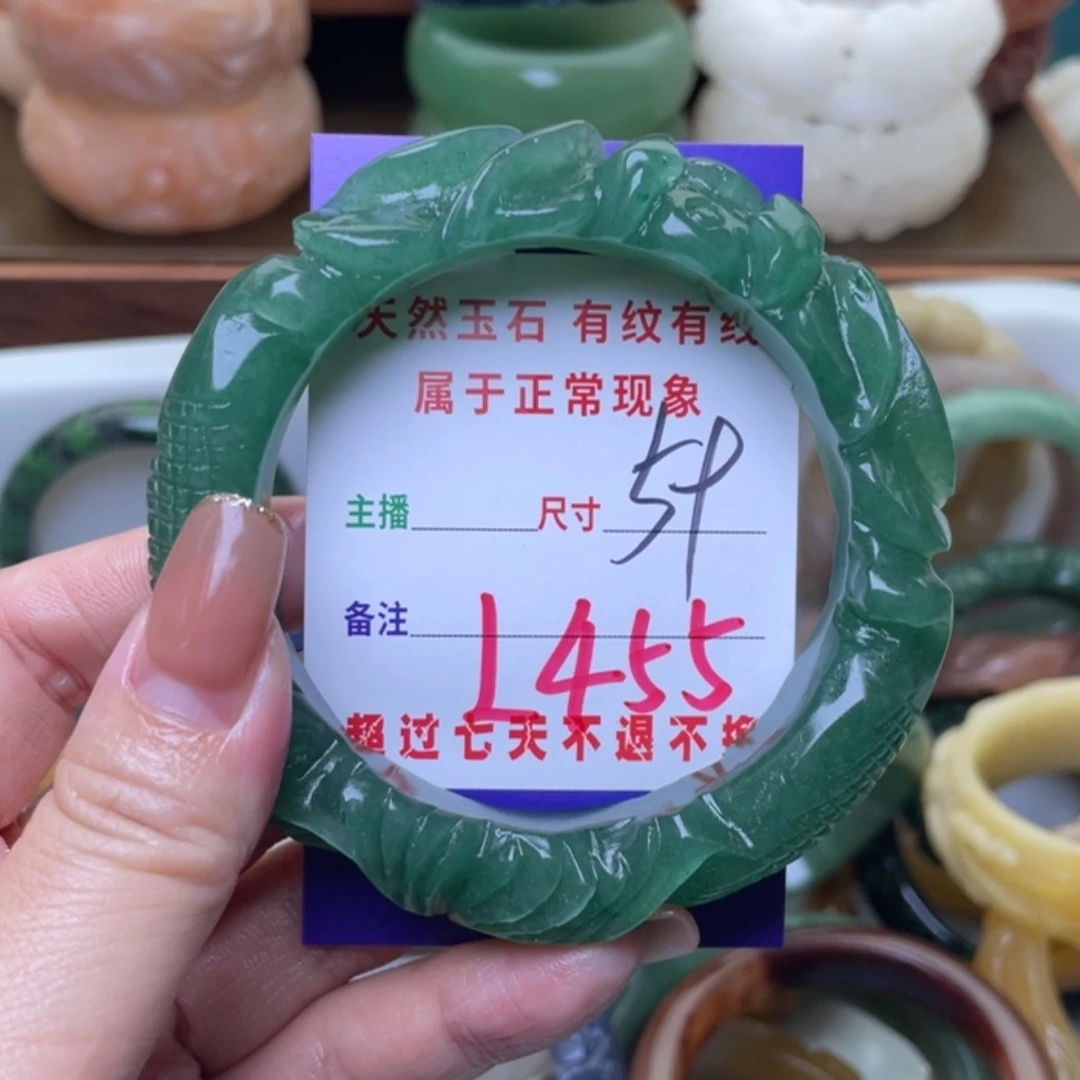 天然玉石 有纹有线
属于正常现象
主播 尺寸
备注 L455
超过七天不退不换